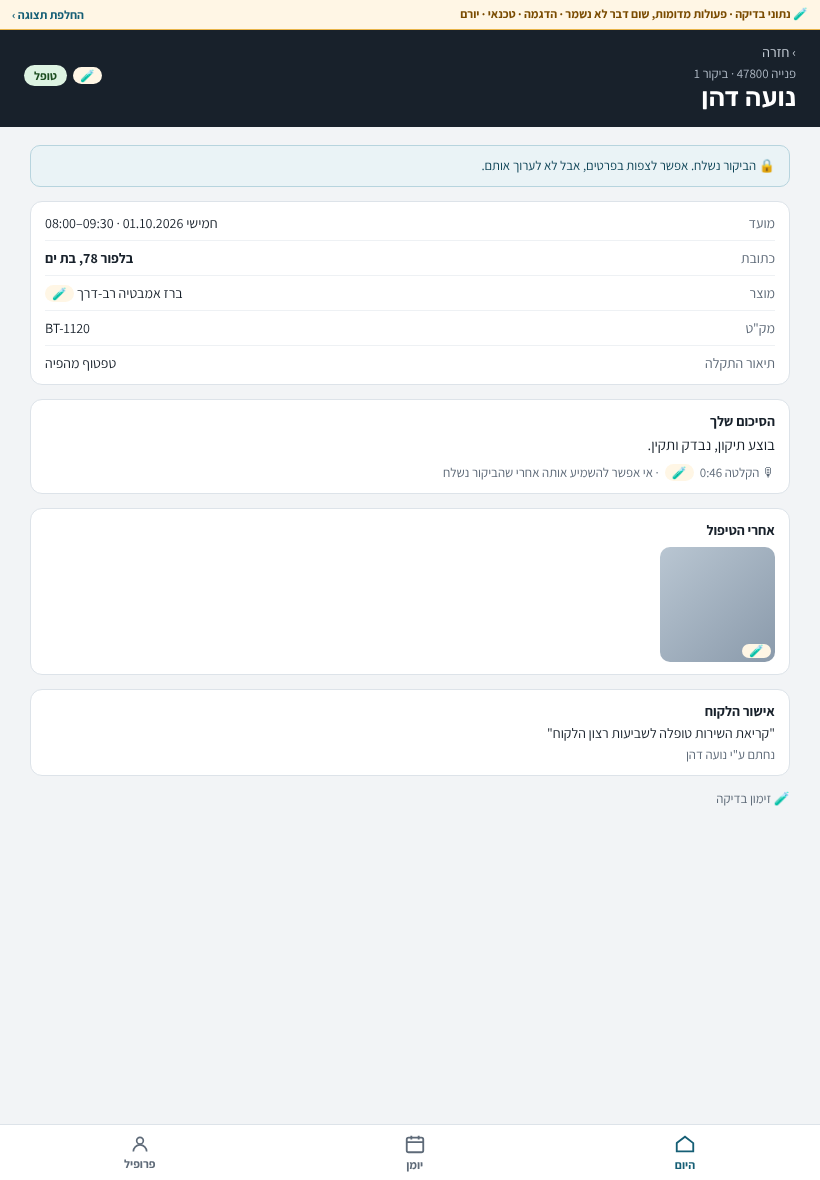 🧪 נתוני בדיקה · פעולות מדומות, שום דבר לא נשמר · הדגמה · טכנאי · יורם
החלפת תצוגה ›
› חזרה
פנייה 47800 · ביקור 1
נועה דהן
🧪 טופל
🔒 הביקור נשלח. אפשר לצפות בפרטים, אבל לא לערוך אותם.
מועד חמישי 01.10.2026 · 08:00–09:30
כתובת בלפור 78, בת ים
מוצר ברז אמבטיה רב-דרך 🧪
מק"ט BT-1120
תיאור התקלה טפטוף מהפיה
הסיכום שלך
בוצע תיקון, נבדק ותקין.
🎙 הקלטה 0:46 🧪 · אי אפשר להשמיע אותה אחרי שהביקור נשלח
אחרי הטיפול
🧪
אישור הלקוח
"קריאת השירות טופלה לשביעות רצון הלקוח"
נחתם ע"י נועה דהן
🧪 זימון בדיקה
היום
יומן
פרופיל